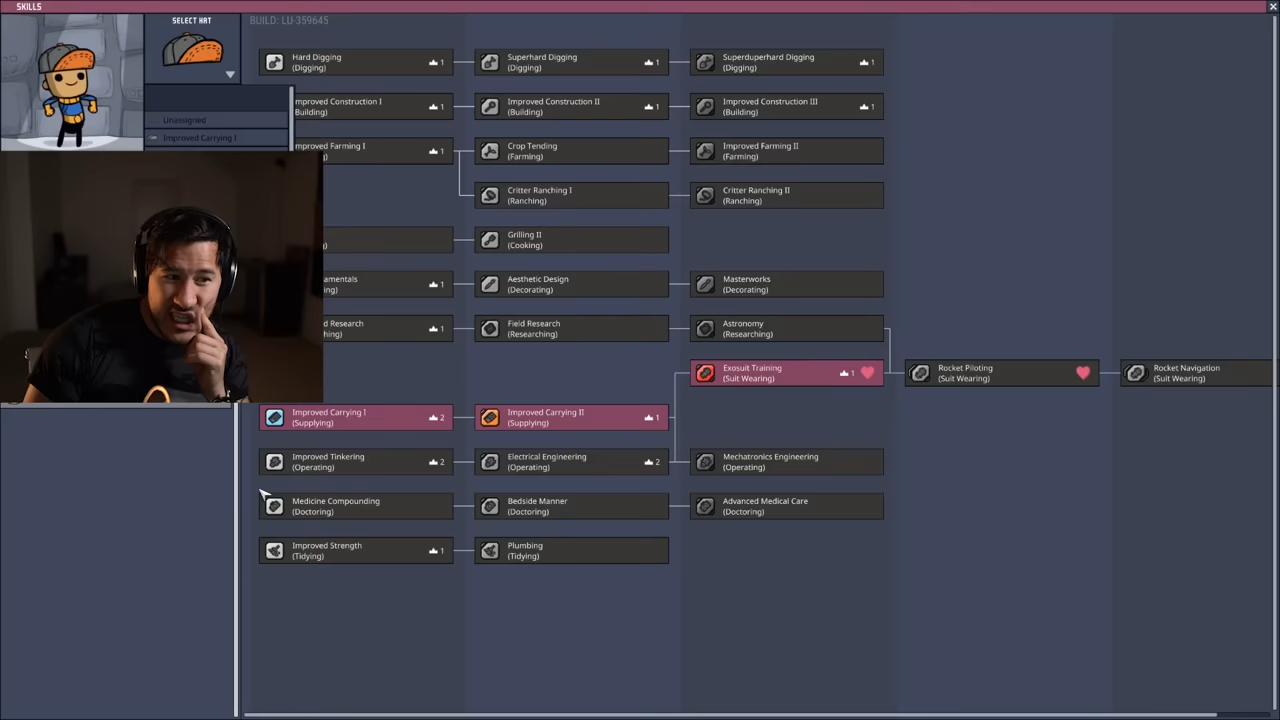 SKILLS
SELECT HAT
BUILD: LU-359645
Unassigned
Improved Carrying I
Hard Digging
(Digging)
1
Superhard Digging
(Digging)
1
Superduperhard Digging
(Digging)
1
mproved Construction I
Building)
1
Improved Construction II
(Building)
1
Improved Construction III
(Building)
1
mproved Farming I
1
Crop Tending
(Farming)
Improved Farming II
(Farming)
Critter Ranching I
(Ranching)
Critter Ranching II
(Ranching)
g)
Grilling II
(Cooking)
amentals
ing)
1
Aesthetic Design
(Decorating)
Masterworks
(Decorating)
d Research
hing)
1
Field Research
(Researching)
Astronomy
(Researching)
Exosuit Training
(Suit Wearing)
1
Rocket Piloting
(Suit Wearing)
Rocket Navigation
(Suit Wearing)
Improved Carrying I
(Supplying)
2
Improved Carrying II
(Supplying)
1
Improved Tinkering
(Operating)
2
Electrical Engineering
(Operating)
2
Mechatronics Engineering
(Operating)
Medicine Compounding
(Doctoring)
Bedside Manner
(Doctoring)
Advanced Medical Care
(Doctoring)
Improved Strength
(Tidying)
1
Plumbing
(Tidying)